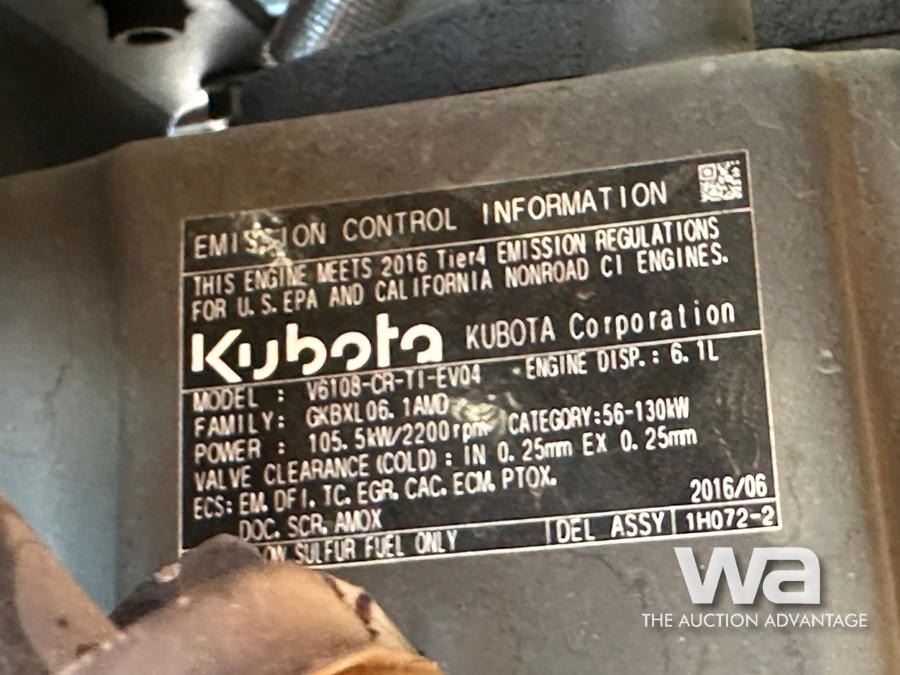 EMISSION CONTROL INFORMATION
THIS ENGINE MEETS 2016 Tier4 EMISSION REGULATIONS
FOR U.S. EPA AND CALIFORNIA NONROAD CI ENGINES.
Kubota KUBOTA Corporation
MODEL : V6108-CR-TI-EV04 ENGINE DISP.: 6.1L
FAMILY: GKBXL06.1AMD
POWER : 105.5kW/2200rpm CATEGORY:56-130kW
VALVE CLEARANCE(COLD): IN 0.25mm EX 0.25mm
ECS: EM, DFI, TC, EGR, CAC, ECM, PTOX,
DOC, SCR, AMOX 2016/06
SULFUR FUEL ONLY DEL ASSY 1H072-2
wa
THE AUCTION ADVANTAGE